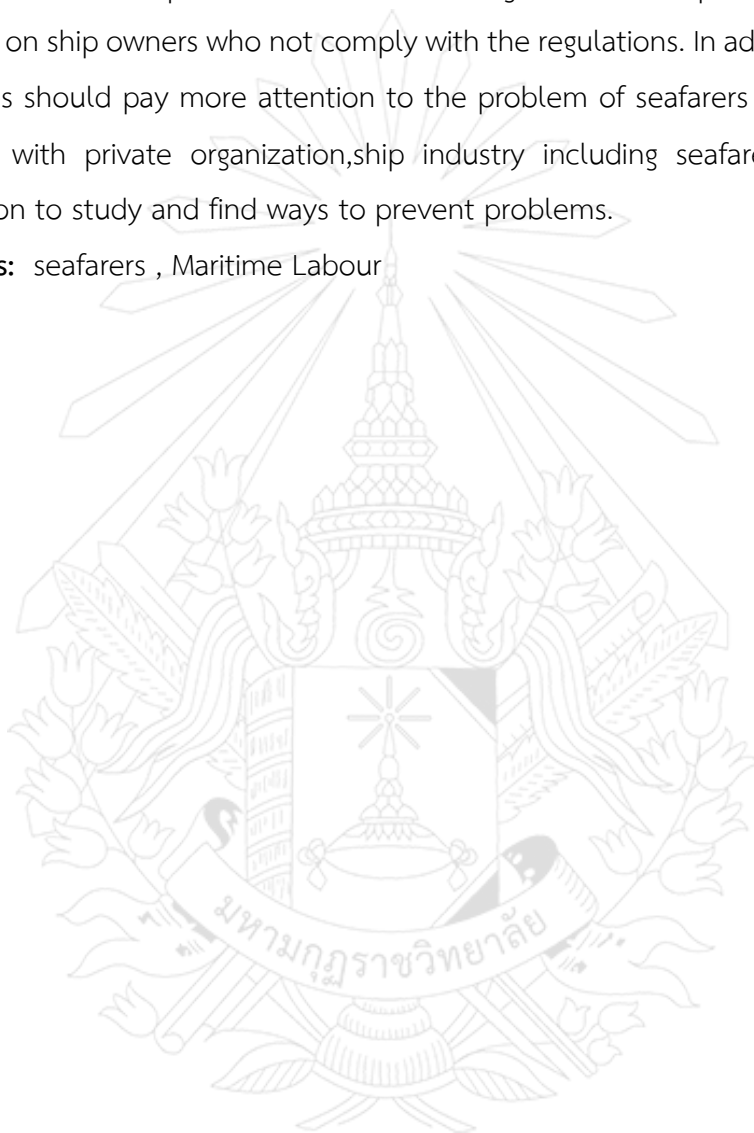 on ship owners who not comply with the regulations. In ad
s should pay more attention to the problem of seafarers
with private organization,ship industry including seafare
on to study and find ways to prevent problems.
s: seafarers , Maritime Labour
มหามกุฏราชวิทยาลัย